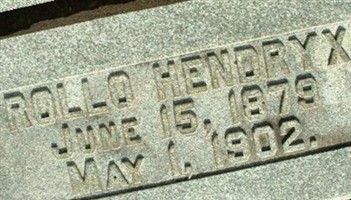 ROLLO HENDRYX
JUNE 15, 1879
MAY 1, 1902.